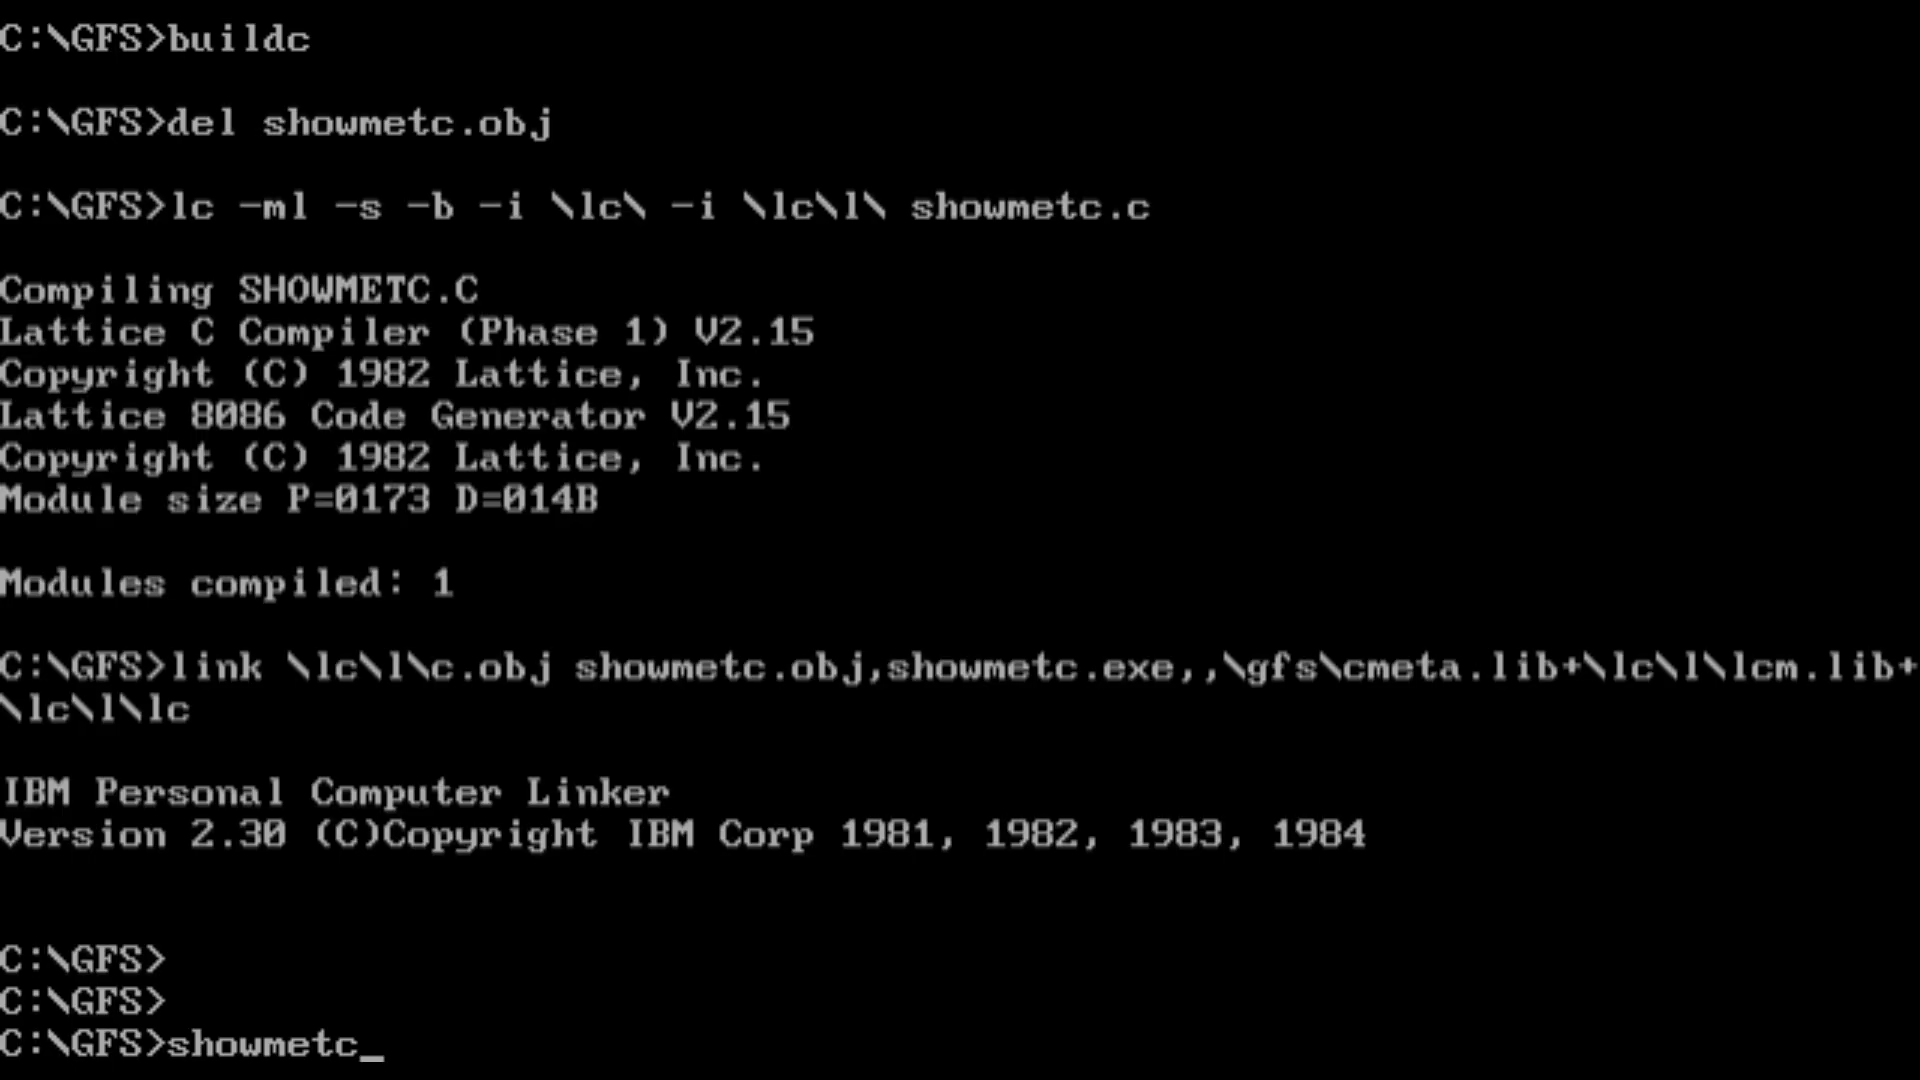 C:\GFS>buildc
C:\GFS>del showmetc.obj
C:\GFS>lc -ml -s -b -i \lc\ -i \lc\l\ showmetc.c
Compiling SHOWMETC.C
Lattice C Compiler (Phase 1) V2.15
Copyright (C) 1982 Lattice, Inc.
Lattice 8086 Code Generator V2.15
Copyright (C) 1982 Lattice, Inc.
Module size P=0173 D=014B
Modules compiled: 1
C:\GFS>link \lc\l\c.obj showmetc.obj,showmetc.exe,,\gfs\cmeta.lib+\lc\l\lcm.lib+
\lc\l\lc
IBM Personal Computer Linker
Version 2.30 (C)Copyright IBM Corp 1981, 1982, 1983, 1984
C:\GFS>
C:\GFS>
C:\GFS>showmetc_